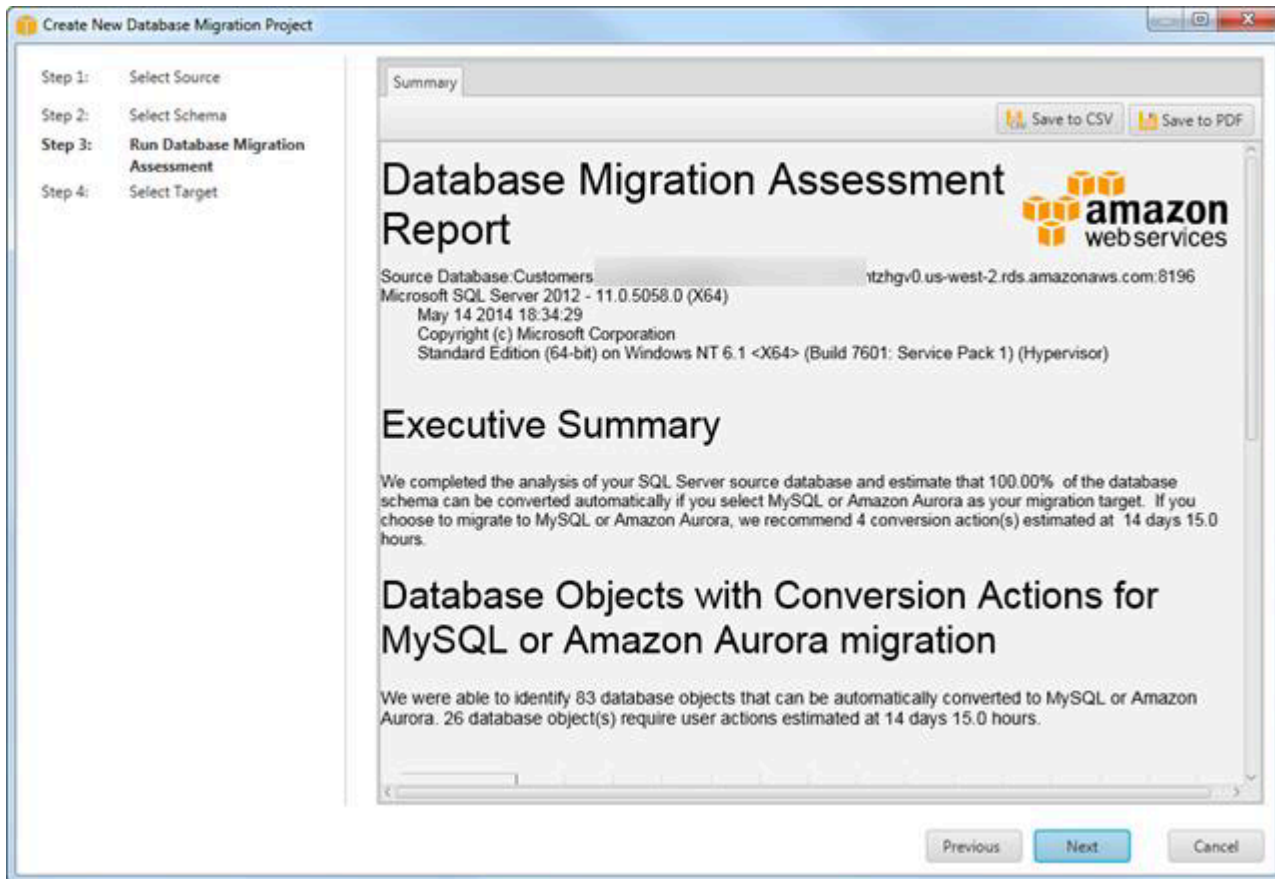 Create New Database Migration Project
Step 1: Select Source
Step 2: Select Schema
Step 3: Run Database Migration
Assessment
Step 4: Select Target
Summary
Save to CSV
Save to PDF
Database Migration Assessment
Report
amazon
webservices
Source Database:Customers ntzhgv0.us-west-2.rds.amazonaws.com:8196
Microsoft SQL Server 2012 - 11.0.5058.0 (X64)
May 14 2014 18:34:29
Copyright (c) Microsoft Corporation
Standard Edition (64-bit) on Windows NT 6.1 <X64> (Build 7601: Service Pack 1) (Hypervisor)
Executive Summary
We completed the analysis of your SQL Server source database and estimate that 100.00% of the database
schema can be converted automatically if you select MySQL or Amazon Aurora as your migration target. If you
choose to migrate to MySQL or Amazon Aurora, we recommend 4 conversion action(s) estimated at 14 days 15.0
hours.
Database Objects with Conversion Actions for
MySQL or Amazon Aurora migration
We were able to identify 83 database objects that can be automatically converted to MySQL or Amazon
Aurora. 26 database object(s) require user actions estimated at 14 days 15.0 hours.
Previous
Next
Cancel